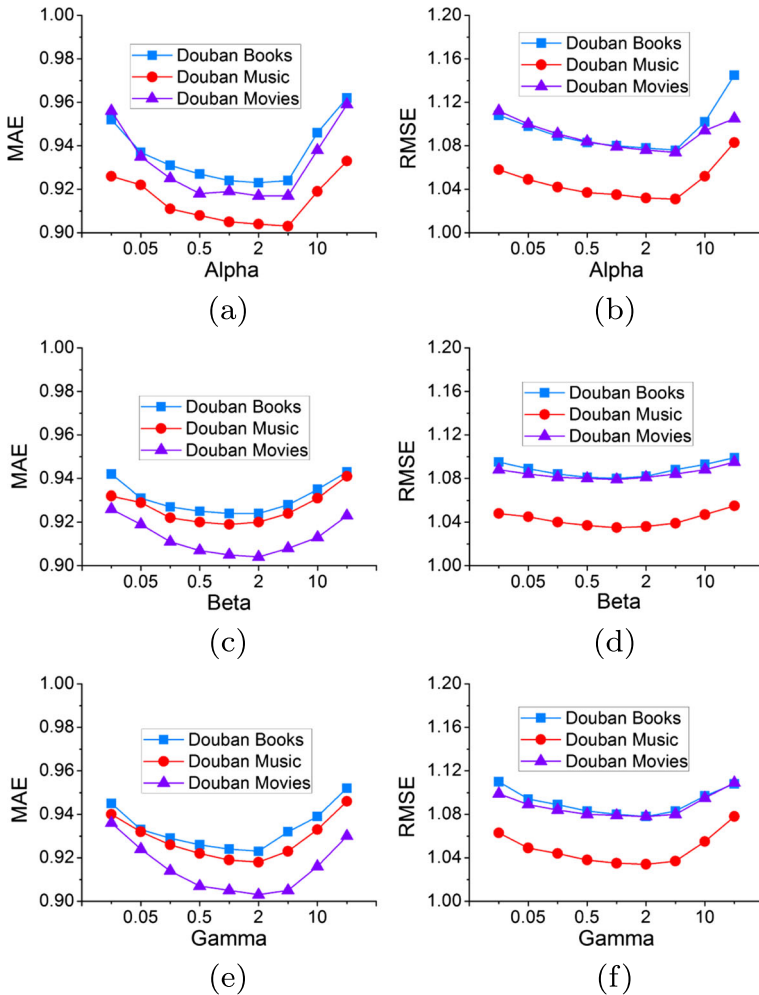 1.00
0.98
0.96
0.94
0.92
0.90
MAE
Douban Books
Douban Music
Douban Movies
0.05 0.5 2 10
Alpha
(a)
1.20
1.16
1.12
1.08
1.04
1.00
RMSE
Douban Books
Douban Music
Douban Movies
0.05 0.5 2 10
Alpha
(b)
1.00
0.98
0.96
0.94
0.92
0.90
MAE
Douban Books
Douban Music
Douban Movies
0.05 0.5 2 10
Beta
(c)
1.20
1.16
1.12
1.08
1.04
1.00
RMSE
Douban Books
Douban Music
Douban Movies
0.05 0.5 2 10
Beta
(d)
1.00
0.98
0.96
0.94
0.92
0.90
MAE
Douban Books
Douban Music
Douban Movies
0.05 0.5 2 10
Gamma
(e)
1.20
1.16
1.12
1.08
1.04
1.00
RMSE
Douban Books
Douban Music
Douban Movies
0.05 0.5 2 10
Gamma
(f)